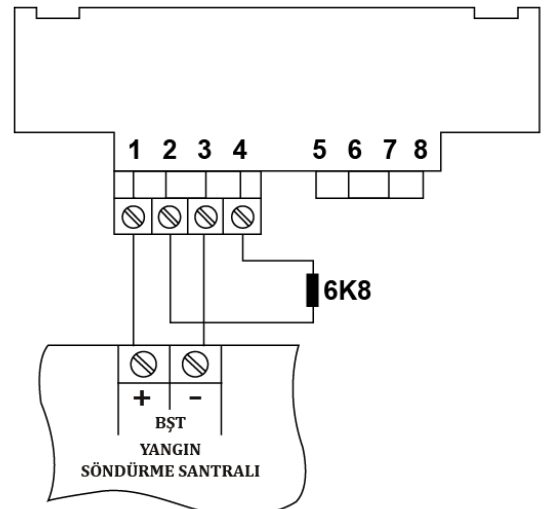 1 2 3 4 5 6 7 8
6K8
+ -
BŞT
YANGIN
SÖNDÜRME SANTRALI